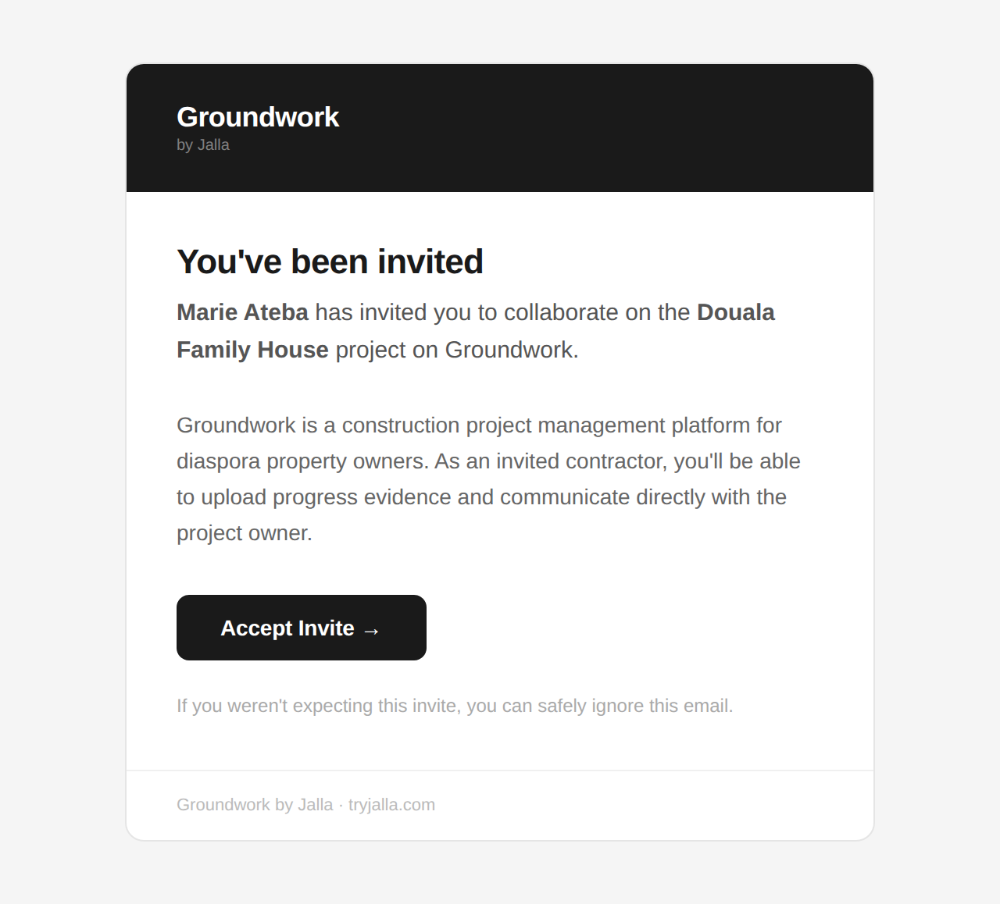 Groundwork
by Jalla
You've been invited
Marie Ateba has invited you to collaborate on the Douala
Family House project on Groundwork.
Groundwork is a construction project management platform for
diaspora property owners. As an invited contractor, you'll be able
to upload progress evidence and communicate directly with the
project owner.
Accept Invite →
If you weren't expecting this invite, you can safely ignore this email.
Groundwork by Jalla · tryjalla.com